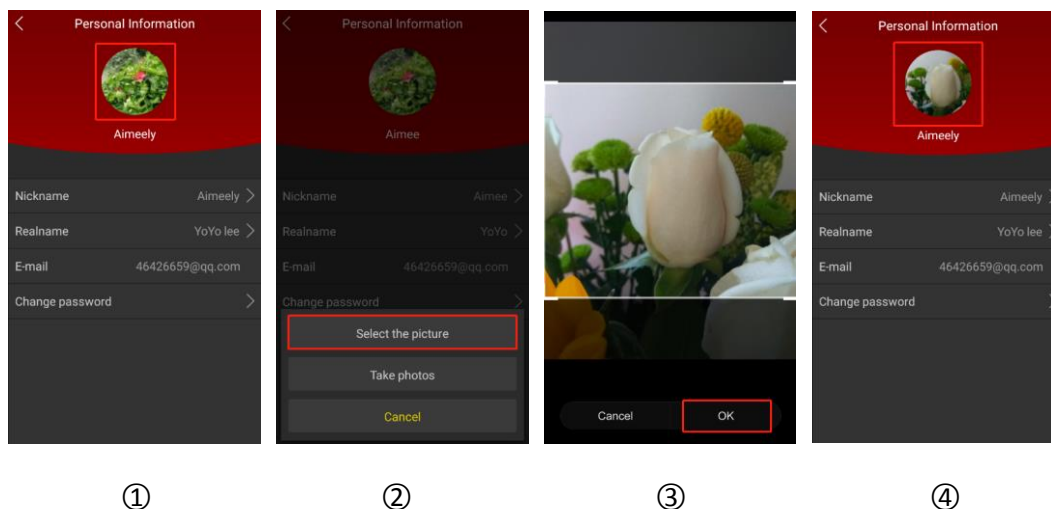 Personal Information
Aimeely
Nickname Aimeely
Realname YoYo lee
E-mail 46426659@qq.com
Change password
①
Personal Information
Aimee
Nickname Aimee
Realname YoYo
E-mail 46426659@qq.com
Change password
Select the picture
Take photos
Cancel
②
Cancel OK
③
Personal Information
Aimeely
Nickname Aimeely
Realname YoYo lee
E-mail 46426659@qq.com
Change password
④